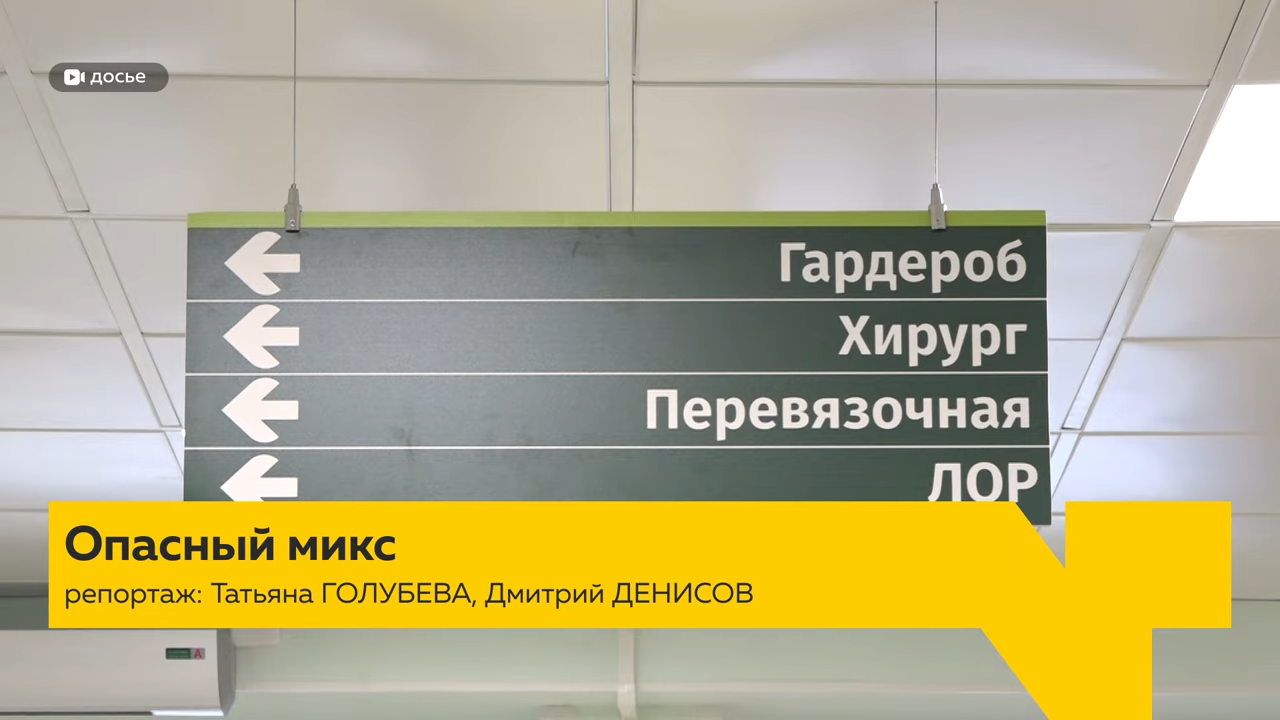 досье
Гардероб
Хирург
Перевязочная
ЛОР
Опасный микс
репортаж: Татьяна ГОЛУБЕВА, Дмитрий ДЕНИСОВ
A